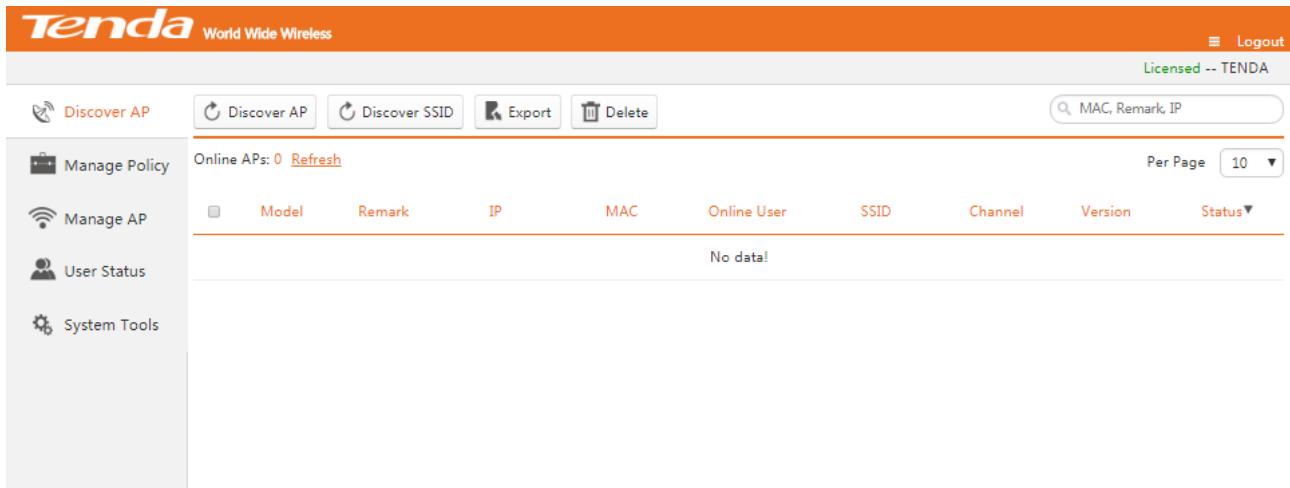 Tenda World Wide Wireless
Logout
Licensed -- TENDA
Discover AP
Discover AP Discover SSID Export Delete MAC, Remark, IP
Manage Policy
Manage AP
User Status
System Tools
Online APs: 0 Refresh Per Page 10
Model Remark IP MAC Online User SSID Channel Version Status
No data!